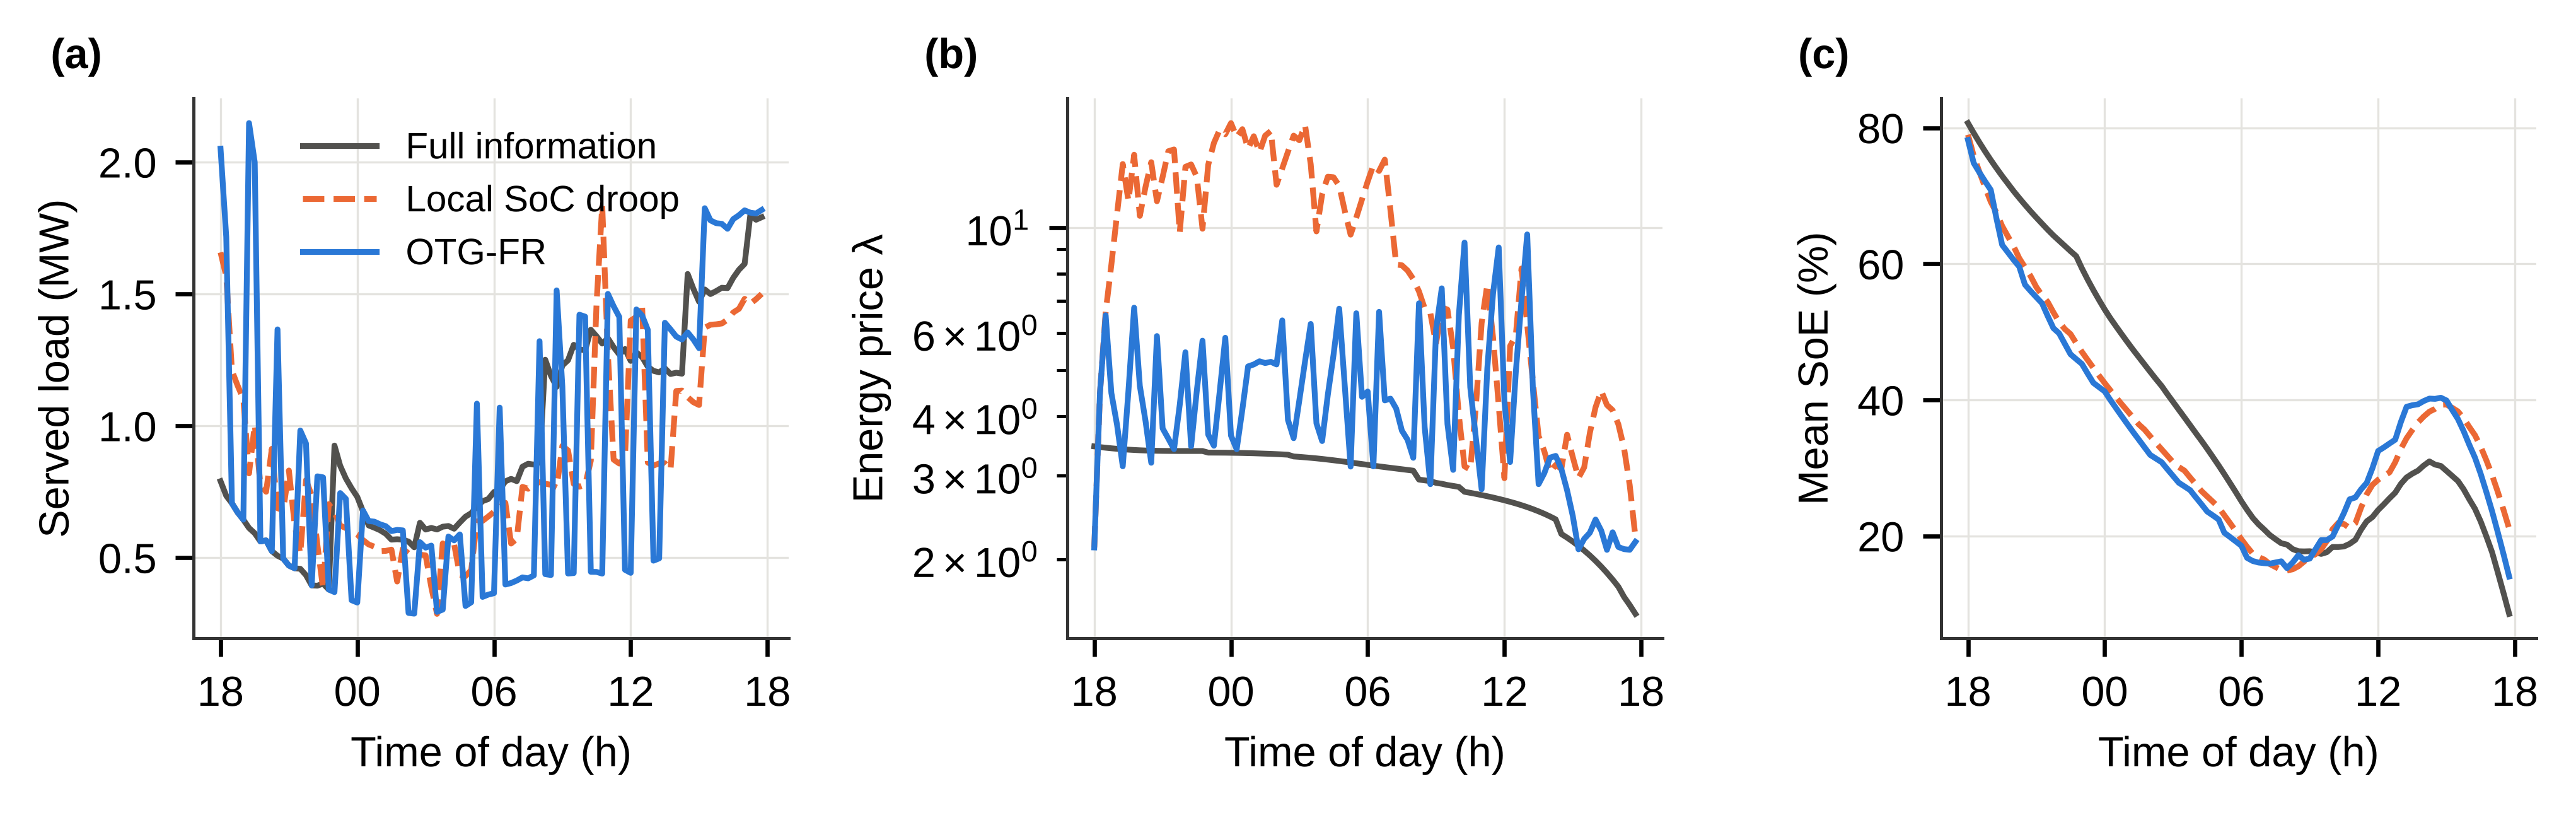 (a)
Served load (MW)
2.0
1.5
1.0
0.5
Full information
Local SoC droop
OTG-FR
18 00 06 12 18
Time of day (h)
(b)
Energy price λ
10¹
6 × 10⁰
4 × 10⁰
3 × 10⁰
2 × 10⁰
18 00 06 12 18
Time of day (h)
(c)
Mean SoE (%)
80
60
40
20
18 00 06 12 18
Time of day (h)